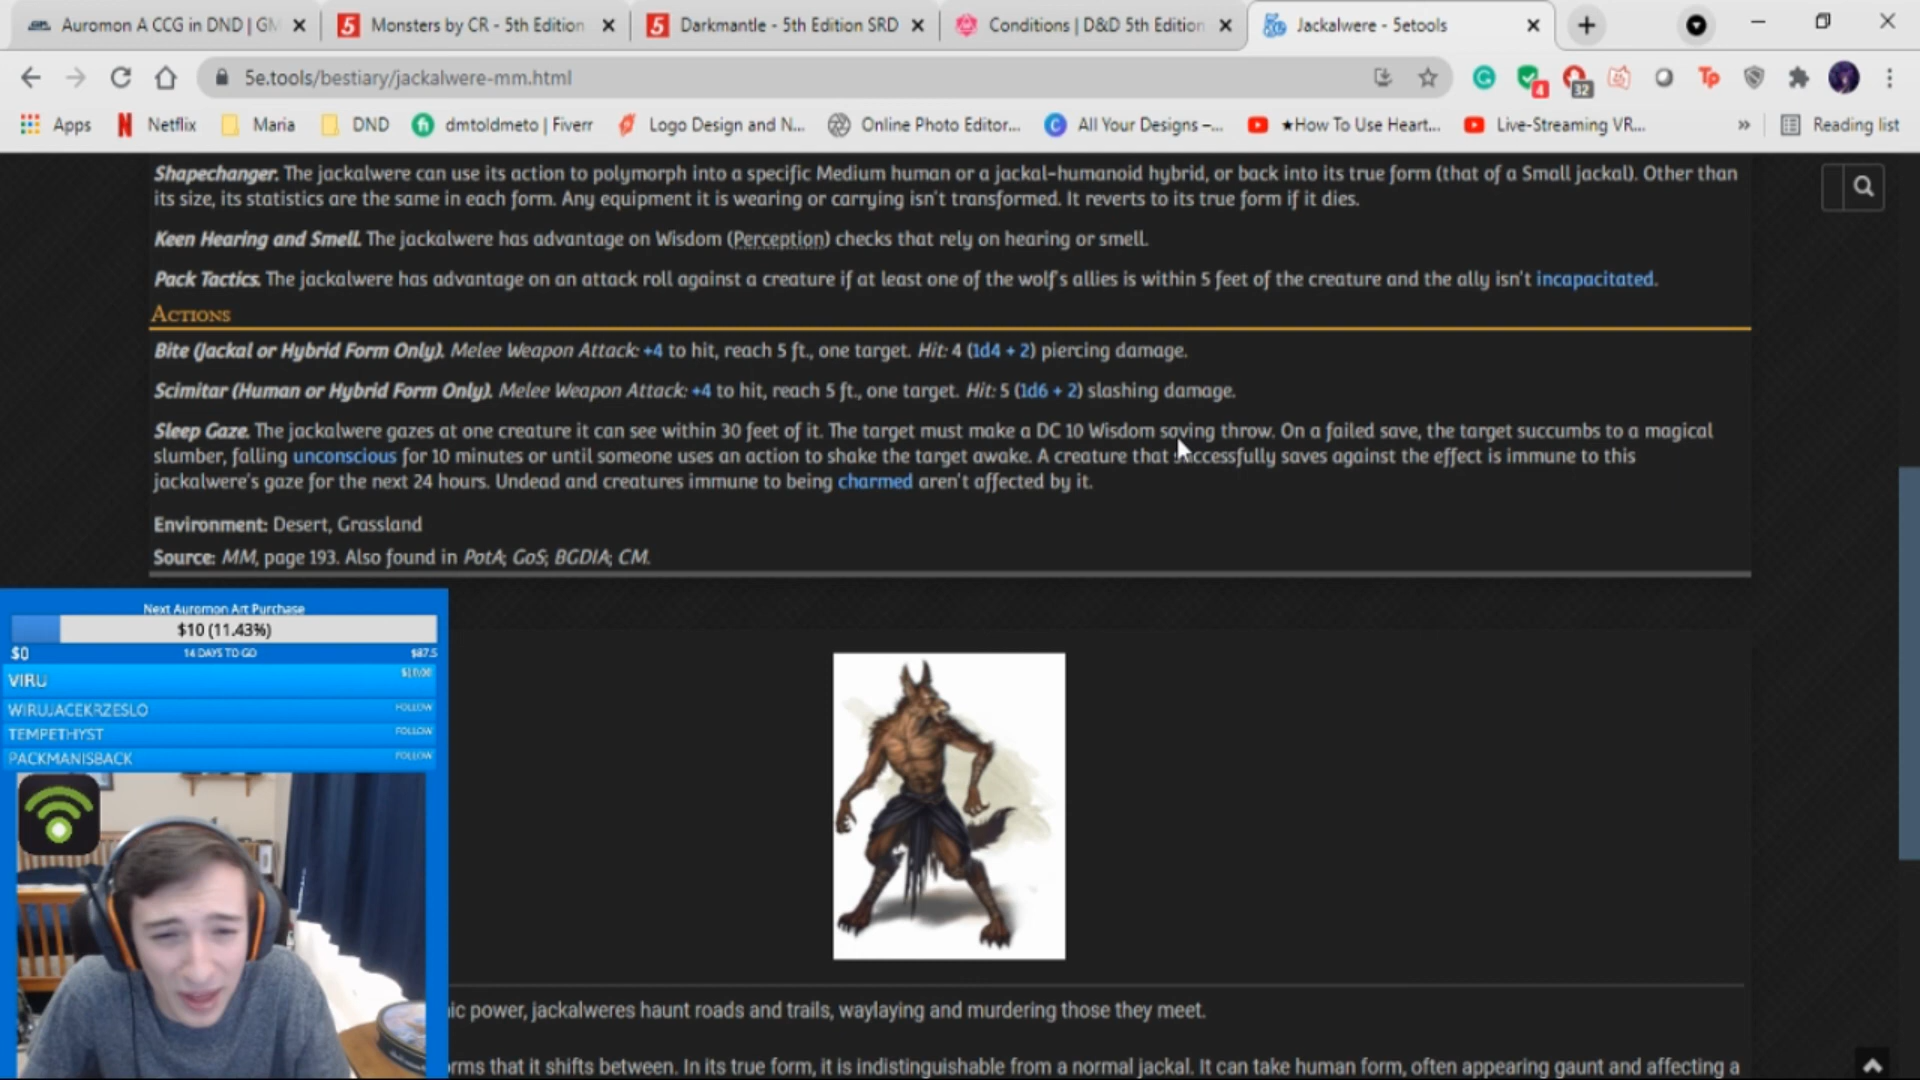 Auromon A CCG in DND | GM
Monsters by CR - 5th Edition
Darkmantle - 5th Edition SRD
Conditions | D&D 5th Edition
Jackalwere - 5etools
5e.tools/bestiary/jackalwere-mm.html
4
32
Tp
Apps
Netflix
Maria
DND
dmtoldmeto | Fiverr
Logo Design and N...
Online Photo Editor...
All Your Designs –...
★How To Use Heart...
Live-Streaming VR...
»
Reading list
Shapechanger. The jackalwere can use its action to polymorph into a specific Medium human or a jackal-humanoid hybrid, or back into its true form (that of a Small jackal). Other than
its size, its statistics are the same in each form. Any equipment it is wearing or carrying isn't transformed. It reverts to its true form if it dies.
Keen Hearing and Smell. The jackalwere has advantage on Wisdom (Perception) checks that rely on hearing or smell.
Pack Tactics. The jackalwere has advantage on an attack roll against a creature if at least one of the wolf's allies is within 5 feet of the creature and the ally isn't incapacitated.
Actions
Bite (Jackal or Hybrid Form Only). Melee Weapon Attack: +4 to hit, reach 5 ft., one target. Hit: 4 (1d4 + 2) piercing damage.
Scimitar (Human or Hybrid Form Only). Melee Weapon Attack: +4 to hit, reach 5 ft., one target. Hit: 5 (1d6 + 2) slashing damage.
Sleep Gaze. The jackalwere gazes at one creature it can see within 30 feet of it. The target must make a DC 10 Wisdom saving throw. On a failed save, the target succumbs to a magical
slumber, falling unconscious for 10 minutes or until someone uses an action to shake the target awake. A creature that successfully saves against the effect is immune to this
jackalwere's gaze for the next 24 hours. Undead and creatures immune to being charmed aren't affected by it.
Environment: Desert, Grassland
Source: MM, page 193. Also found in PotA; GoS; BGDIA; CM.
Next Auromon Art Purchase
$10 (11.43%)
$0 14 DAYS TO GO $87.5
VIRU $10.00
WIRUJACEKRZESLO FOLLOW
TEMPETHYST FOLLOW
PACKMANISBACK FOLLOW
ic power, jackalweres haunt roads and trails, waylaying and murdering those they meet.
rms that it shifts between. In its true form, it is indistinguishable from a normal jackal. It can take human form, often appearing gaunt and affecting a